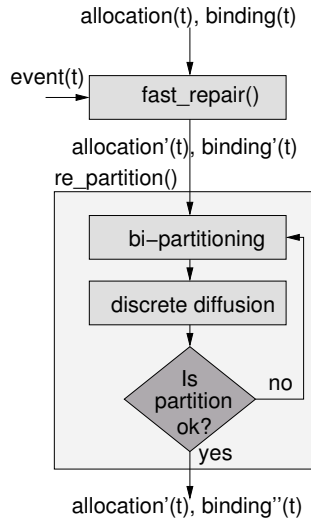 allocation(t), binding(t)
event(t)
fast_repair()
allocation'(t), binding'(t)
re_partition()
bi−partitioning
discrete diffusion
Is
partition
ok?
no
yes
allocation'(t), binding''(t)